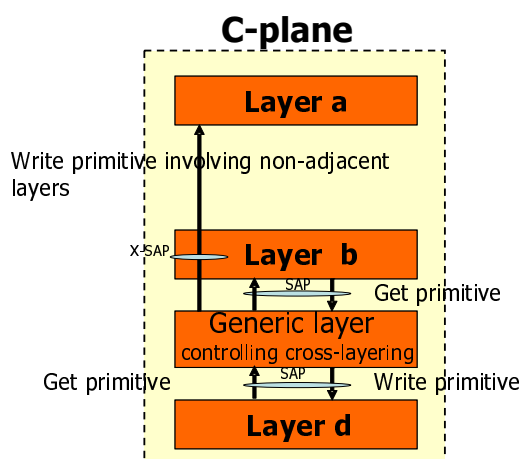 C-plane
Layer a
Write primitive involving non-adjacent
layers
X-SAP
Layer b
SAP
Get primitive
Generic layer
controlling cross-layering
Get primitive
SAP
Write primitive
Layer d